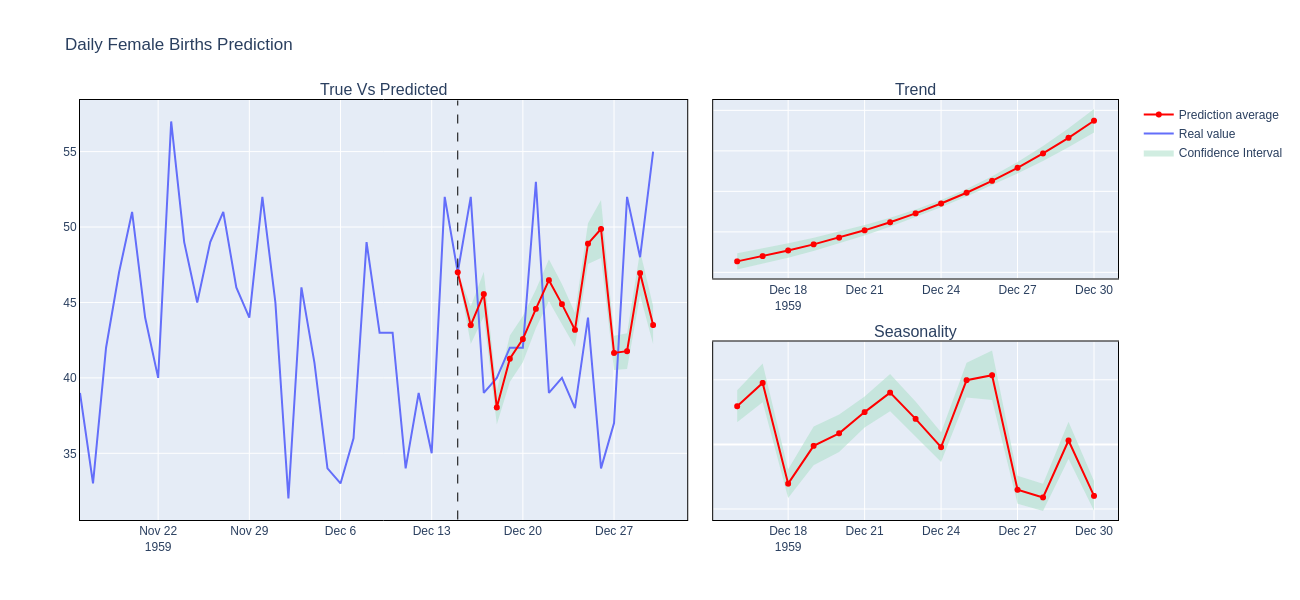 Daily Female Births Prediction
True Vs Predicted
55
50
45
40
35
Nov 22
1959
Nov 29
Dec 6
Dec 13
Dec 20
Dec 27
Trend
Dec 18
1959
Dec 21
Dec 24
Dec 27
Dec 30
Seasonality
Dec 18
1959
Dec 21
Dec 24
Dec 27
Dec 30
Prediction average
Real value
Confidence Interval